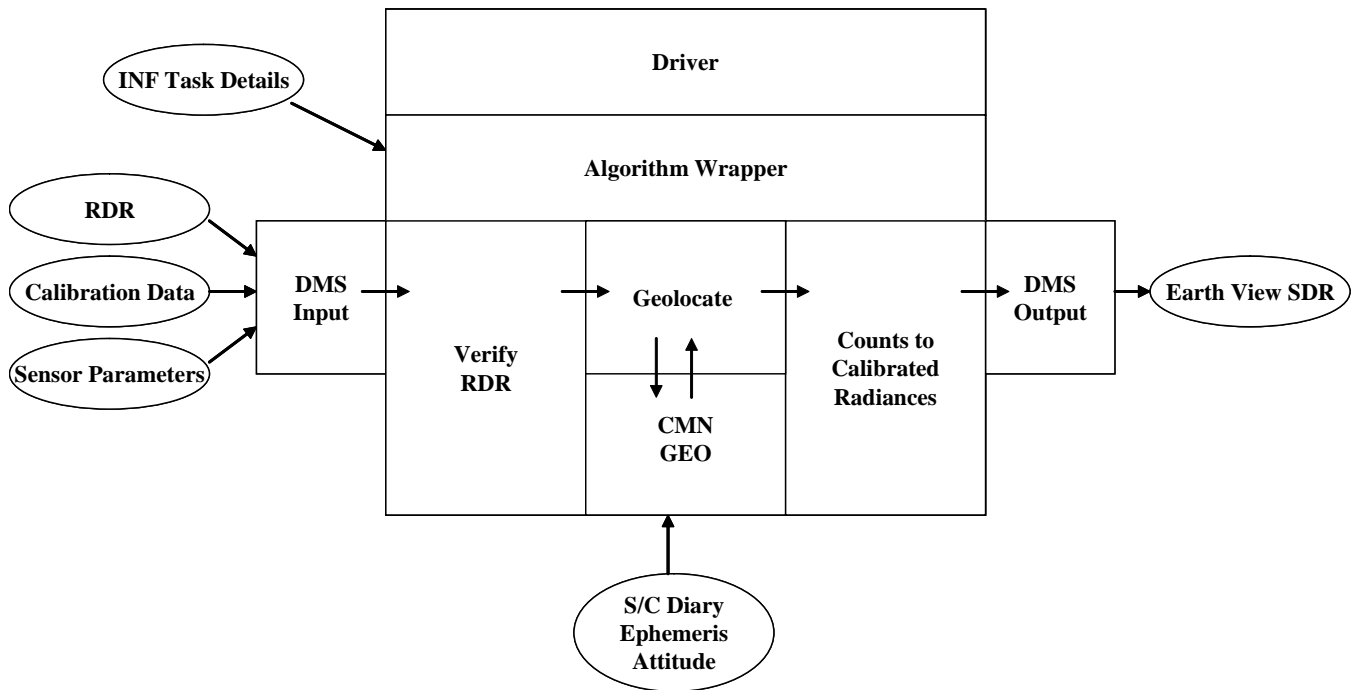 Driver
INF Task Details
Algorithm Wrapper
RDR
Calibration Data
Sensor Parameters
DMS
Input
Verify
RDR
Geolocate
CMN
GEO
Counts to
Calibrated
Radiances
DMS
Output
Earth View SDR
S/C Diary
Ephemeris
Attitude